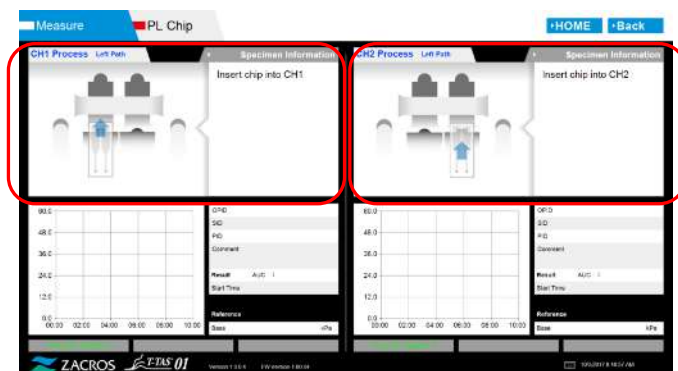 Measure
PL Chip
HOME
Back
CH1 Process Left Path
Specimen Information
Insert chip into CH1
CH2 Process Left Path
Specimen Information
Insert chip into CH2
60.0
48.0
36.0
24.0
12.0
0.0
00:00 02:00 04:00 06:00 08:00 10:00
OPID
SID
PID
Comment
Result AUC :
Start Time
Reference
Base kPa
60.0
48.0
36.0
24.0
12.0
0.0
00:00 02:00 04:00 06:00 08:00 10:00
OPID
SID
PID
Comment
Result AUC :
Start Time
Reference
Base kPa
ZACROS T-TAS 01